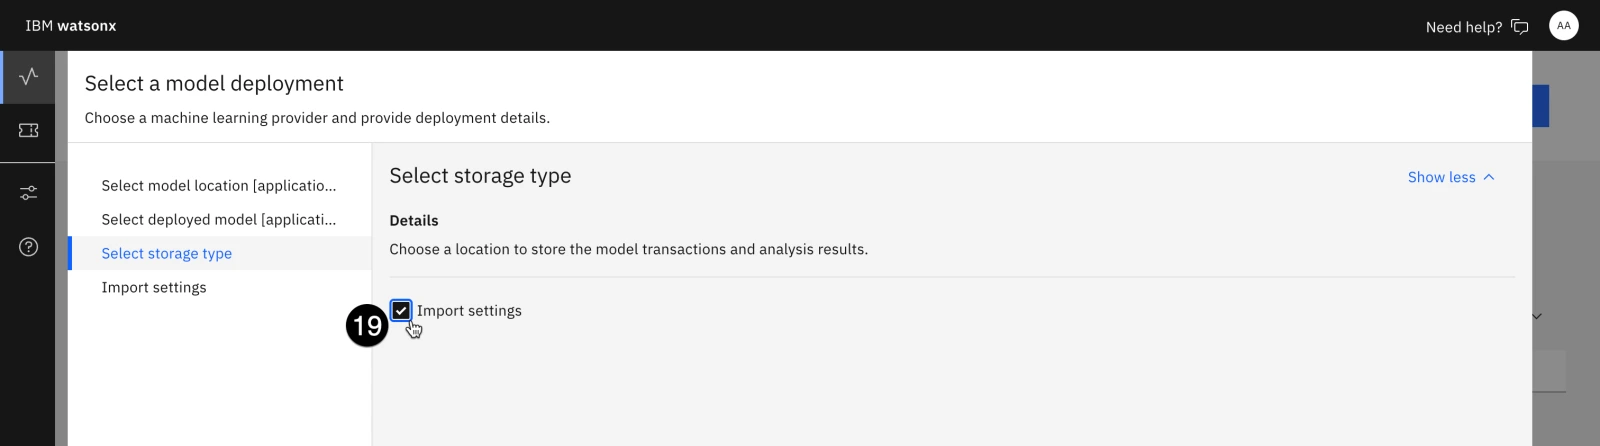 IBM watsonx
Need help?
AA
Select a model deployment
Choose a machine learning provider and provide deployment details.
Select model location [applicatio...
Select deployed model [applicati...
Select storage type
Import settings
Select storage type
Show less
Details
Choose a location to store the model transactions and analysis results.
19
Import settings